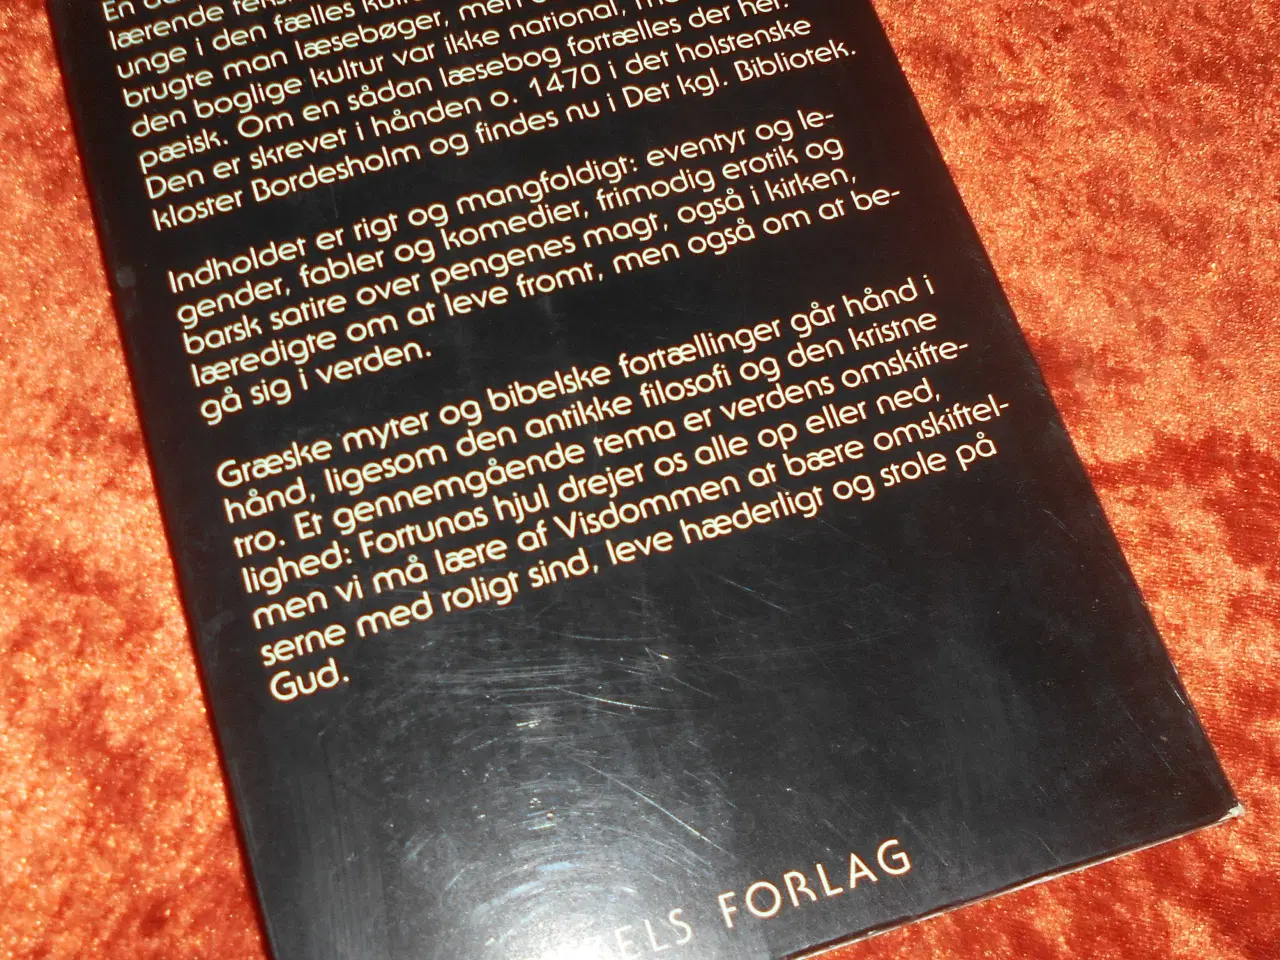 lærende
unge i den fælles
brugte man læsebøger, men
den boglige kultur var ikke national,
pæisk. Om en sådan læsebog fortælles der her.
Den er skrevet i hånden o. 1470 i det holstenske
kloster Bordesholm og findes nu i Det kgl. Bibliotek.
Indholdet er rigt og mangfoldigt: eventyr og le-
gender, fabler og komedier, frimodig erotik og
barsk satire over pengenes magt, også i kirken,
læredigte om at leve fromt, men også om at be-
gå sig i verden.
Græske myter og bibelske fortællinger går hånd i
hånd, ligesom den antikke filosofi og den kristne
tro. Et gennemgående tema er verdens omskifte-
lighed: Fortunas hjul drejer os alle op eller ned,
men vi må lære af Visdommen at bære omskiftel-
serne med roligt sind, leve hæderligt og stole på
Gud.
FORLAG